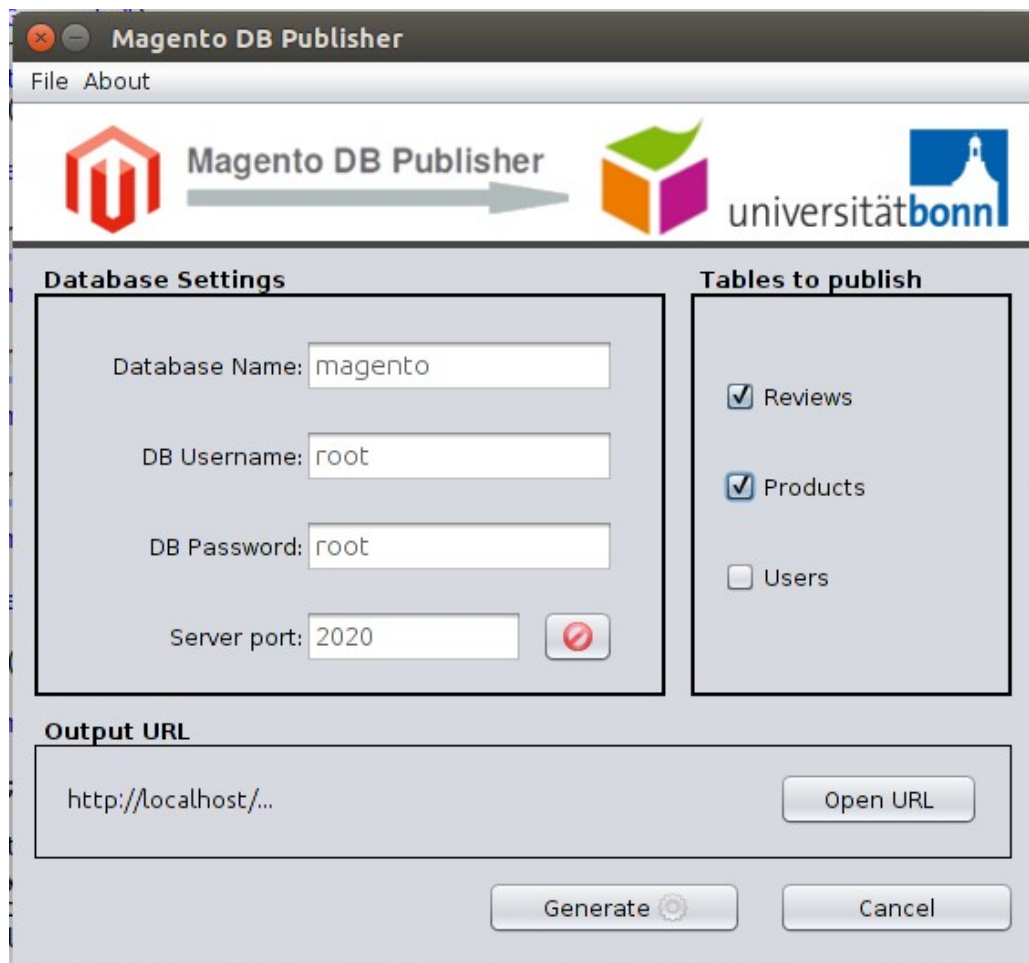 Magento DB Publisher
File About
Magento DB Publisher
universitätbonn
Database Settings
Tables to publish
Database Name: magento
Reviews
DB Username: root
Products
DB Password: root
Users
Server port: 2020
Output URL
http://localhost/...
Open URL
Generate
Cancel